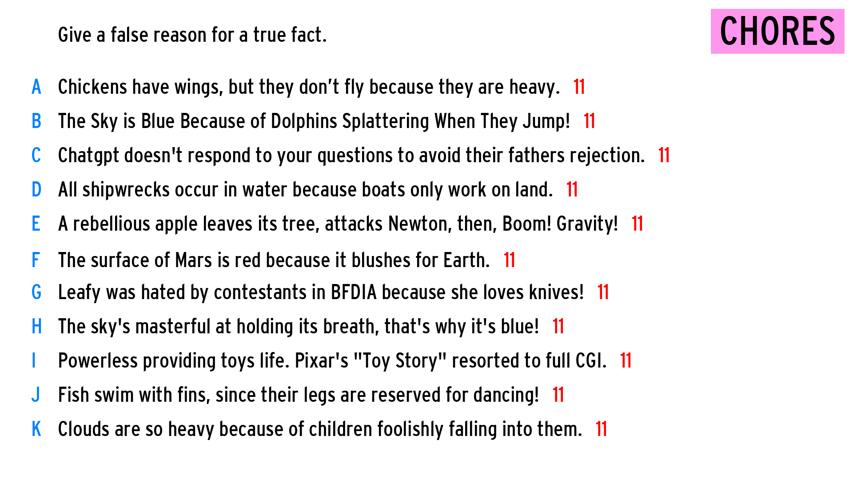 Give a false reason for a true fact.
CHORES
A Chickens have wings, but they don't fly because they are heavy. 11
B The Sky is Blue Because of Dolphins Splattering When They Jump! 11
C Chatgpt doesn't respond to your questions to avoid their fathers rejection. 11
D All shipwrecks occur in water because boats only work on land. 11
E A rebellious apple leaves its tree, attacks Newton, then, Boom! Gravity! 11
F The surface of Mars is red because it blushes for Earth. 11
G Leafy was hated by contestants in BFDIA because she loves knives! 11
H The sky's masterful at holding its breath, that's why it's blue! 11
I Powerless providing toys life. Pixar's "Toy Story" resorted to full CGI. 11
J Fish swim with fins, since their legs are reserved for dancing! 11
K Clouds are so heavy because of children foolishly falling into them. 11